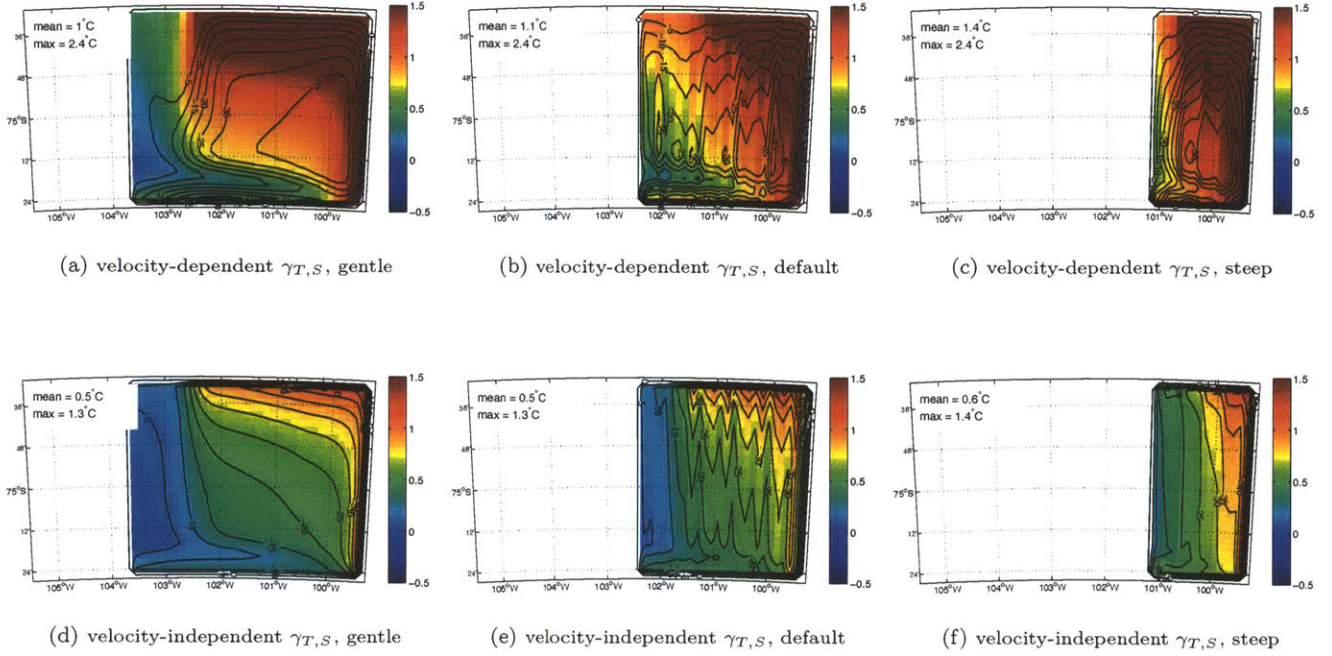 mean = 1°C
max = 2.4°C
36'
48'
75°S
12'
24'
105°W
104°W
103°W
102°W
101°W
100°W
1.5
1
0.5
0
−0.5
mean = 1.1°C
max = 2.4°C
36'
48'
75°S
12'
24'
105°W
104°W
103°W
102°W
101°W
100°W
1.5
1
0.5
0
−0.5
mean = 1.4°C
max = 2.4°C
36'
48'
75°S
12'
24'
105°W
104°W
103°W
102°W
101°W
100°W
1.5
1
0.5
0
−0.5
(a) velocity-dependent γT,S, gentle
(b) velocity-dependent γT,S, default
(c) velocity-dependent γT,S, steep
mean = 0.5°C
max = 1.3°C
36'
48'
75°S
12'
24'
105°W
104°W
103°W
102°W
101°W
100°W
1.5
1
0.5
0
−0.5
mean = 0.5°C
max = 1.3°C
36'
48'
75°S
12'
24'
105°W
104°W
103°W
102°W
101°W
100°W
1.5
1
0.5
0
−0.5
mean = 0.6°C
max = 1.4°C
36'
48'
75°S
12'
24'
105°W
104°W
103°W
102°W
101°W
100°W
1.5
1
0.5
0
−0.5
(d) velocity-independent γT,S, gentle
(e) velocity-independent γT,S, default
(f) velocity-independent γT,S, steep